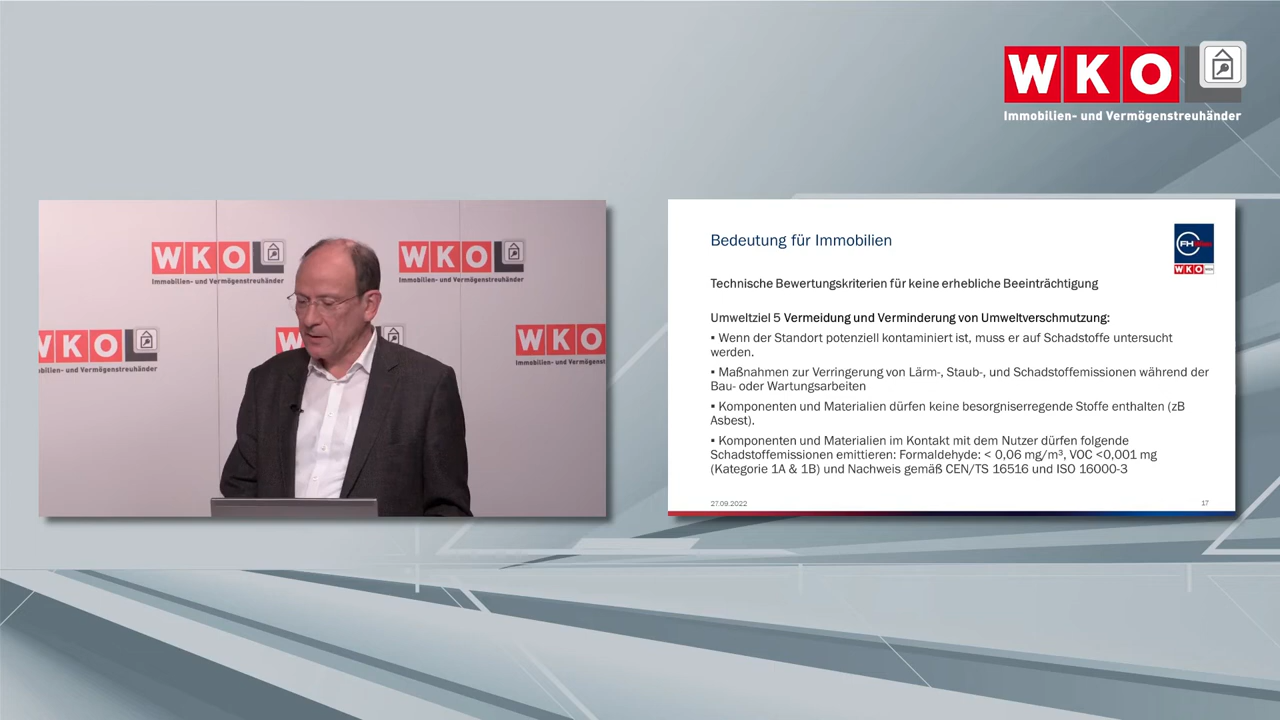 WKO
Immobilien- und Vermögenstreuhänder
WKO
Immobilien- und Vermögenstreuhänder
WKO
Immobilien- und Vermögenstreuhänder
WKO
obilien- und Vermögenstreuhänder
WKO
Immobilien- und Vermögens
Bedeutung für Immobilien
FHWien
WKO
Technische Bewertungskriterien für keine erhebliche Beeinträchtigung
Umweltziel 5 Vermeidung und Verminderung von Umweltverschmutzung:
▪ Wenn der Standort potenziell kontaminiert ist, muss er auf Schadstoffe untersucht
werden.
▪ Maßnahmen zur Verringerung von Lärm-, Staub-, und Schadstoffemissionen während der
Bau- oder Wartungsarbeiten
▪ Komponenten und Materialien dürfen keine besorgniserregende Stoffe enthalten (zB
Asbest).
▪ Komponenten und Materialien im Kontakt mit dem Nutzer dürfen folgende
Schadstoffemissionen emittieren: Formaldehyde: < 0,06 mg/m³, VOC <0,001 mg
(Kategorie 1A & 1B) und Nachweis gemäß CEN/TS 16516 und ISO 16000-3
27.09.2022
17